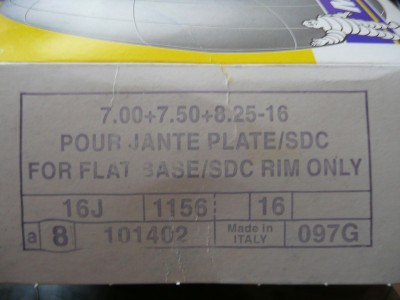 7.00+7.50+8.25-16
POUR JANTE PLATE/SDC
FOR FLAT BASE/SDC RIM ONLY
16J 1156 16
a 8 101402 Made in ITALY 097G